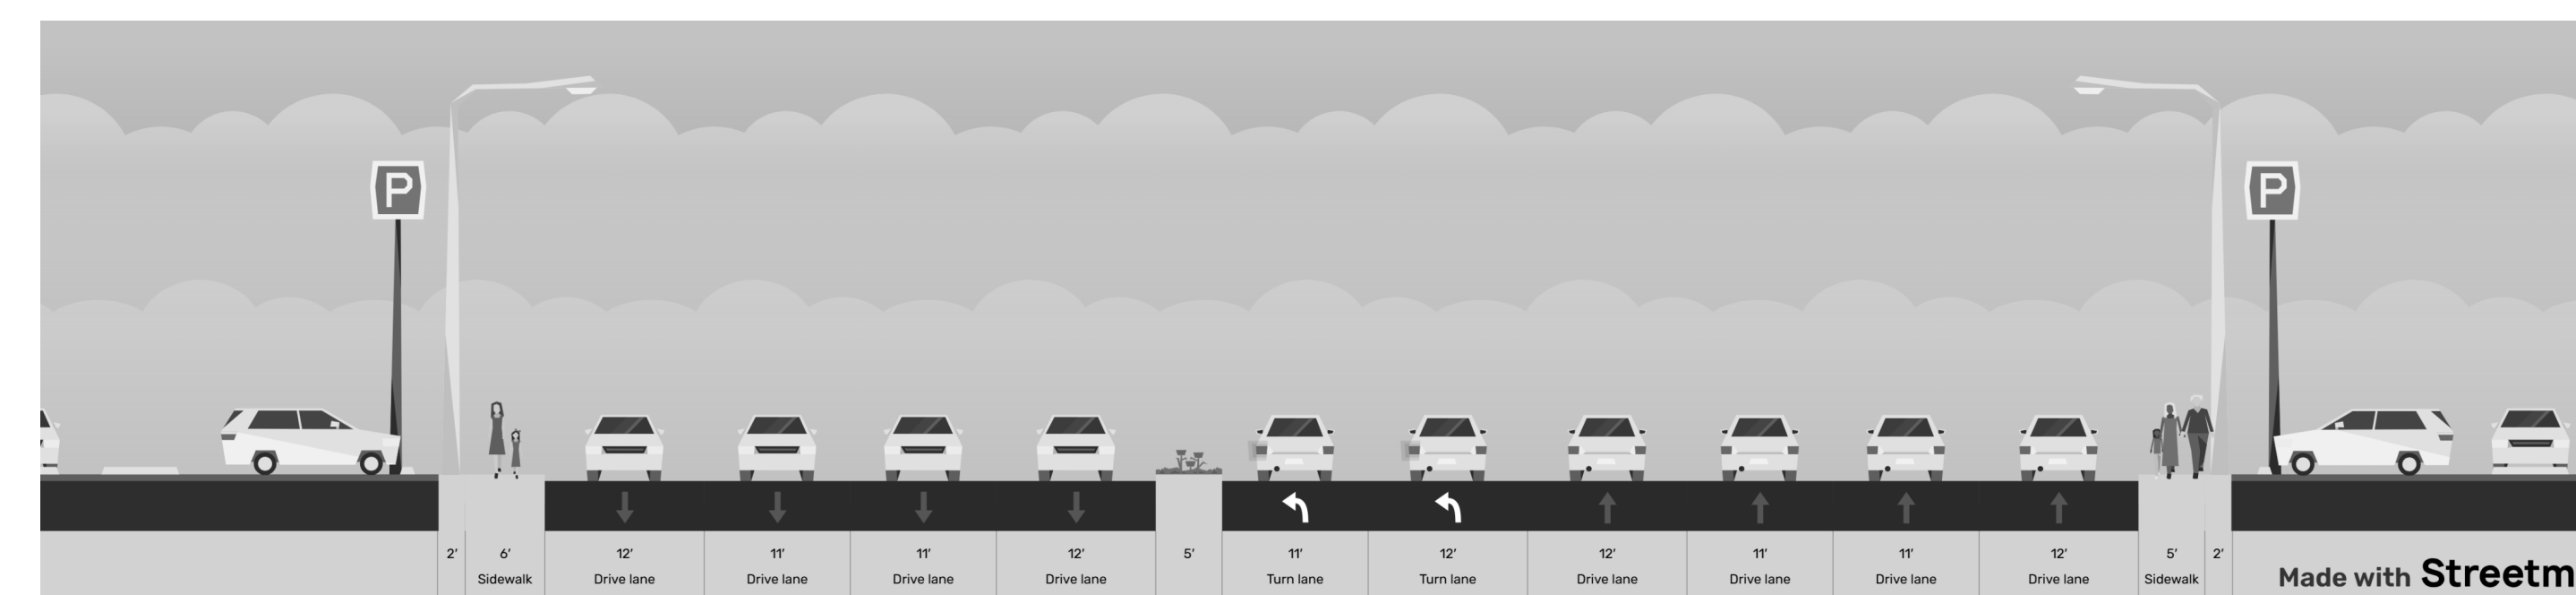 P
P
2' 6' 12' 11' 11' 12' 5' 11' 12' 12' 11' 11' 12' 5' 2'
Sidewalk Drive lane Drive lane Drive lane Drive lane Turn lane Turn lane Drive lane Drive lane Drive lane Drive lane Sidewalk
Made with Streetm